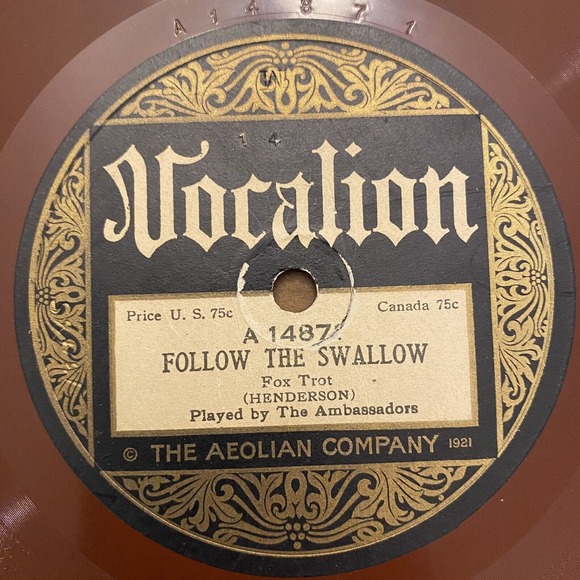 A 1 4 8 7 1
1 4
Vocalion
Price U. S. 75c Canada 75c
A 14871
FOLLOW THE SWALLOW
Fox Trot
(HENDERSON)
Played by The Ambassadors
© THE AEOLIAN COMPANY 1921